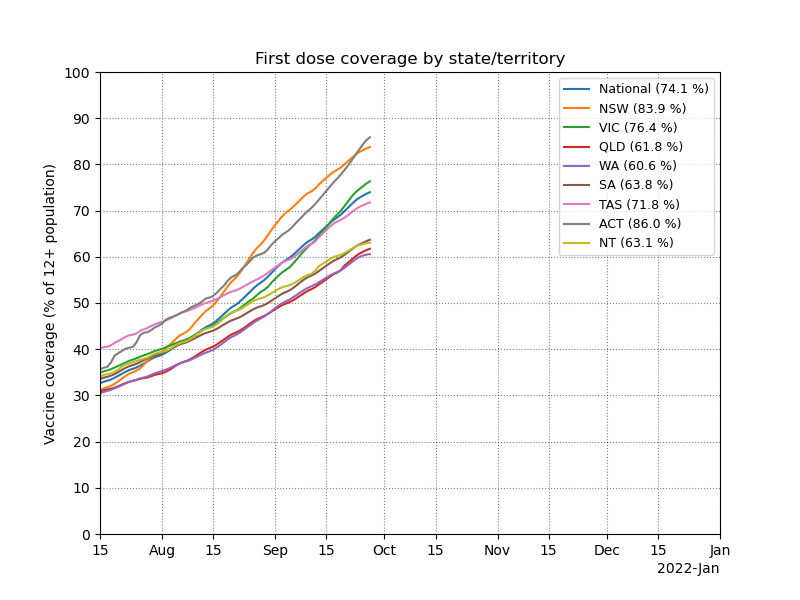 First dose coverage by state/territory
Vaccine coverage (% of 12+ population)
100
90
80
70
60
50
40
30
20
10
0
National (74.1 %)
NSW (83.9 %)
VIC (76.4 %)
QLD (61.8 %)
WA (60.6 %)
SA (63.8 %)
TAS (71.8 %)
ACT (86.0 %)
NT (63.1 %)
15 Aug 15 Sep 15 Oct 15 Nov 15 Dec 15 Jan
2022-Jan